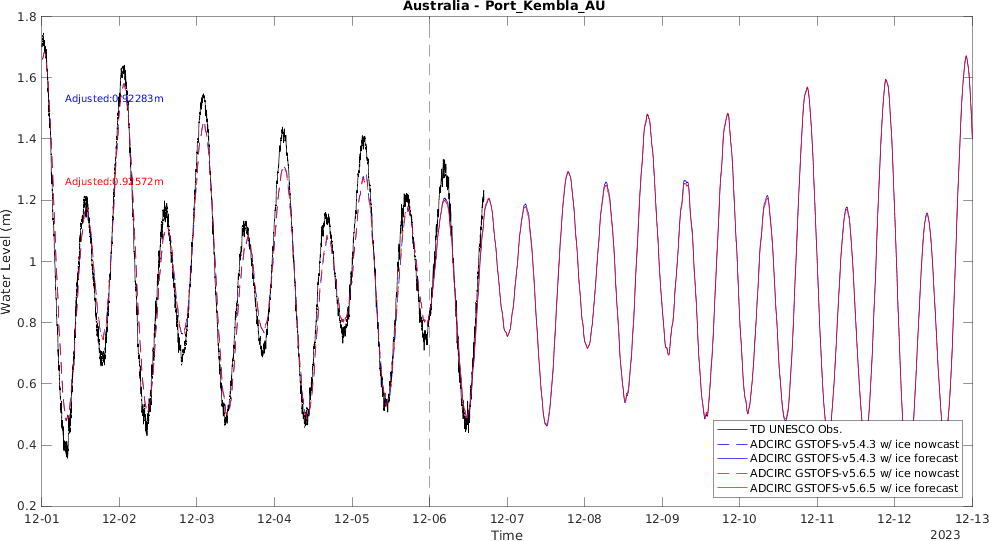 Australia - Port_Kembla_AU
Water Level (m)
1.8
1.6
1.4
1.2
1
0.8
0.6
0.4
0.2
Adjusted:0.92283m
Adjusted:0.93572m
TD UNESCO Obs.
ADCIRC GSTOFS-v5.4.3 w/ ice nowcast
ADCIRC GSTOFS-v5.4.3 w/ ice forecast
ADCIRC GSTOFS-v5.6.5 w/ ice nowcast
ADCIRC GSTOFS-v5.6.5 w/ ice forecast
12-01 12-02 12-03 12-04 12-05 12-06 12-07 12-08 12-09 12-10 12-11 12-12 12-13
Time
2023